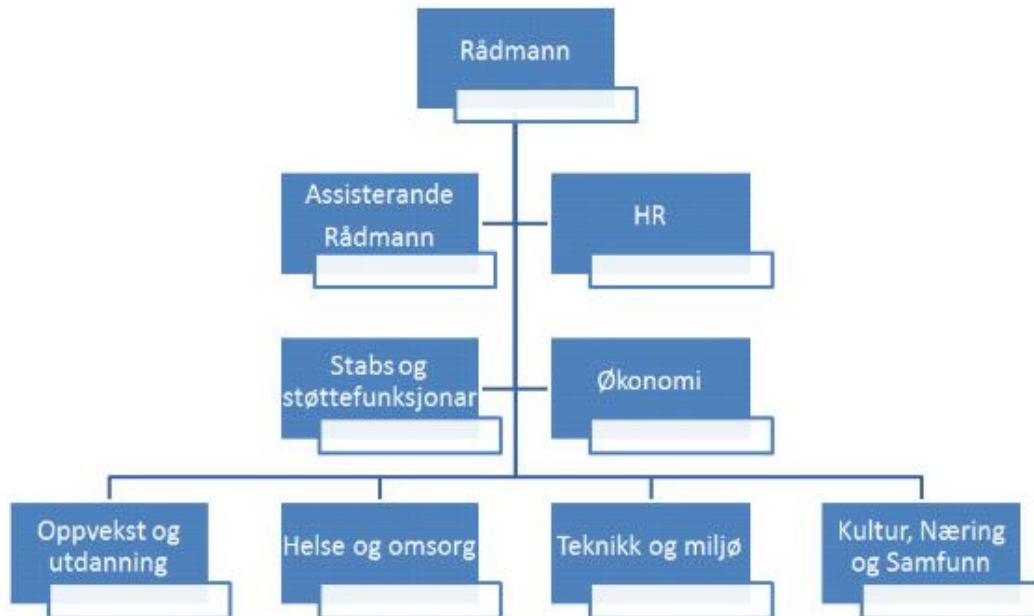 Rådmann
Assisterande
Rådmann
HR
Stabs og
støttefunksjonar
Økonomi
Oppvekst og
utdanning
Helse og omsorg
Teknikk og miljø
Kultur, Næring
og Samfunn